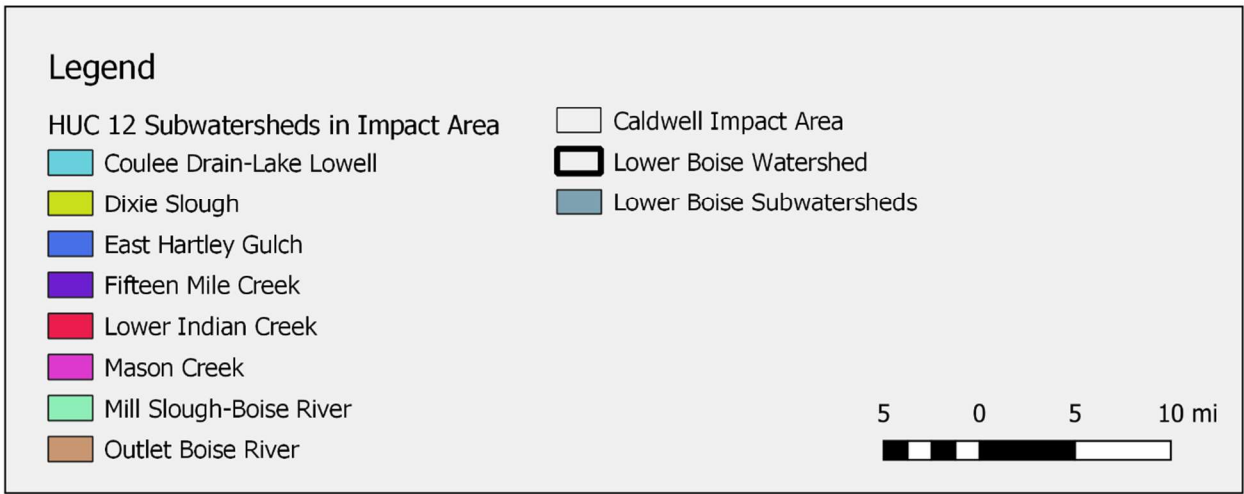 Legend
HUC 12 Subwatersheds in Impact Area
Coulee Drain-Lake Lowell
Dixie Slough
East Hartley Gulch
Fifteen Mile Creek
Lower Indian Creek
Mason Creek
Mill Slough-Boise River
Outlet Boise River
Caldwell Impact Area
Lower Boise Watershed
Lower Boise Subwatersheds
5 0 5 10 mi